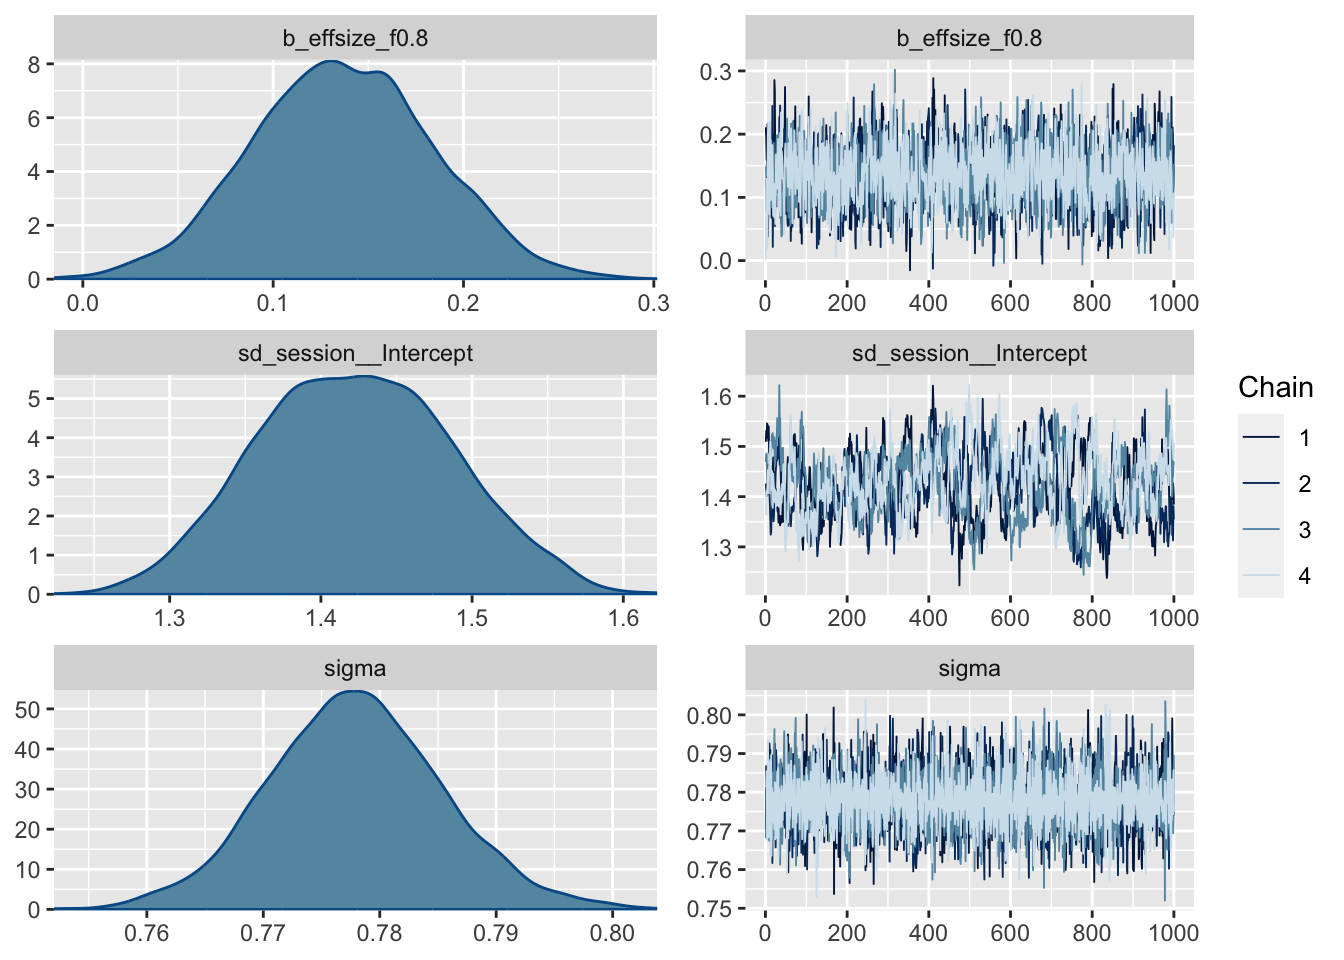 b_effsize_f0.8
0
2
4
6
8
0.0 0.1 0.2 0.3
b_effsize_f0.8
0.3
0.2
0.1
0.0
0 200 400 600 800 1000
sd_session__Intercept
5
4
3
2
1
0
1.3 1.4 1.5 1.6
sd_session__Intercept
1.6
1.5
1.4
1.3
0 200 400 600 800 1000
sigma
50
40
30
20
10
0
0.76 0.77 0.78 0.79 0.80
sigma
0.80
0.79
0.78
0.77
0.76
0.75
0 200 400 600 800 1000
Chain
1
2
3
4